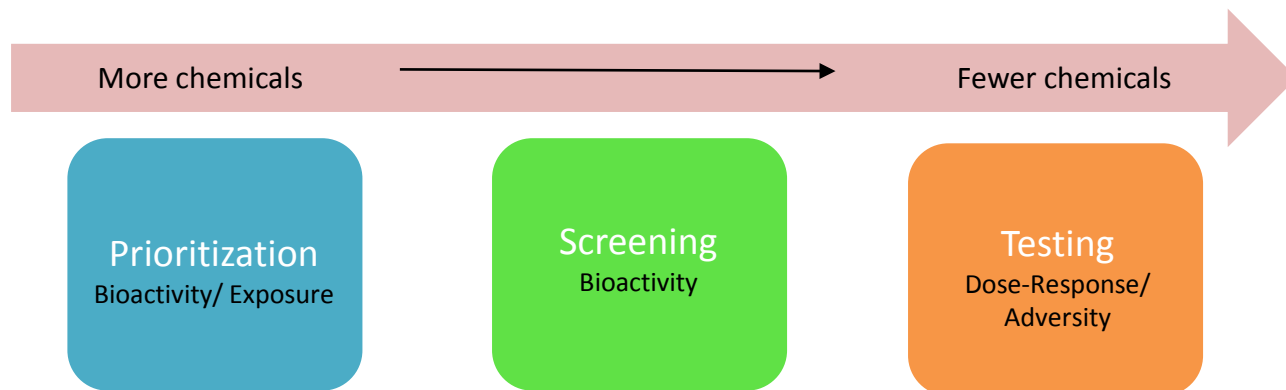 More chemicals
Fewer chemicals
Prioritization
Bioactivity/ Exposure
Screening
Bioactivity
Testing
Dose-Response/
Adversity